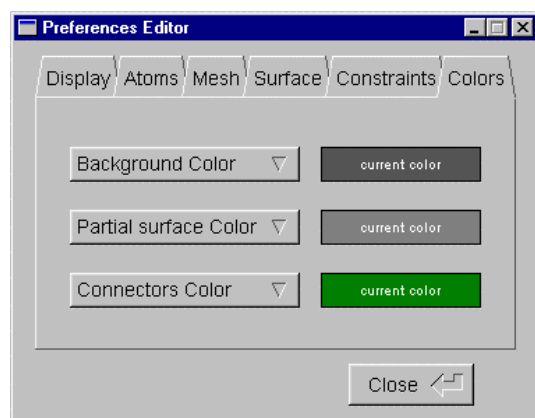 Preferences Editor
Display Atoms Mesh Surface Constraints Colors
Background Color current color
Partial surface Color current color
Connectors Color current color
Close